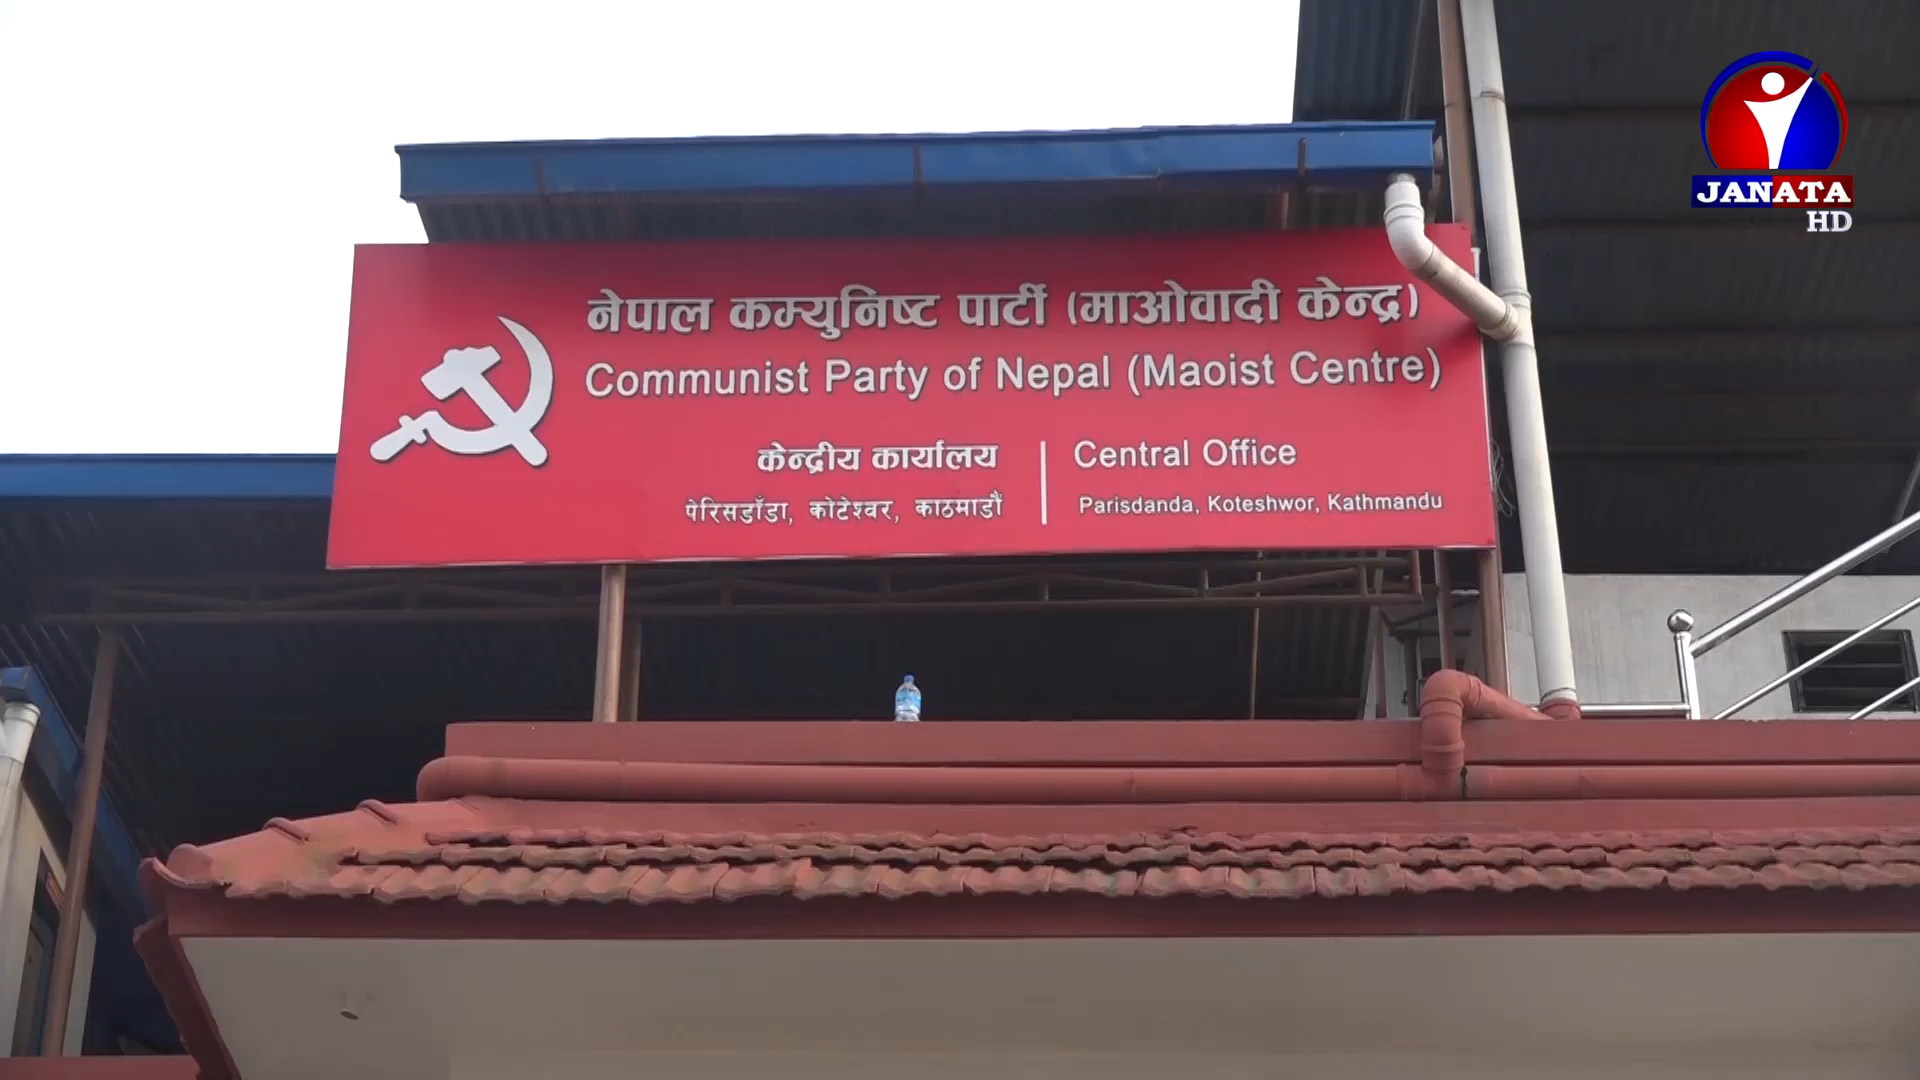 नेपाल कम्युनिष्ट पार्टी (माओवादी केन्द्र)
Communist Party of Nepal (Maoist Centre)
केन्द्रीय कार्यालय
पेरिसडाँडा, कोटेश्वर, काठमाडौं
Central Office
Parisdanda, Koteshwor, Kathmandu
JANATA
HD